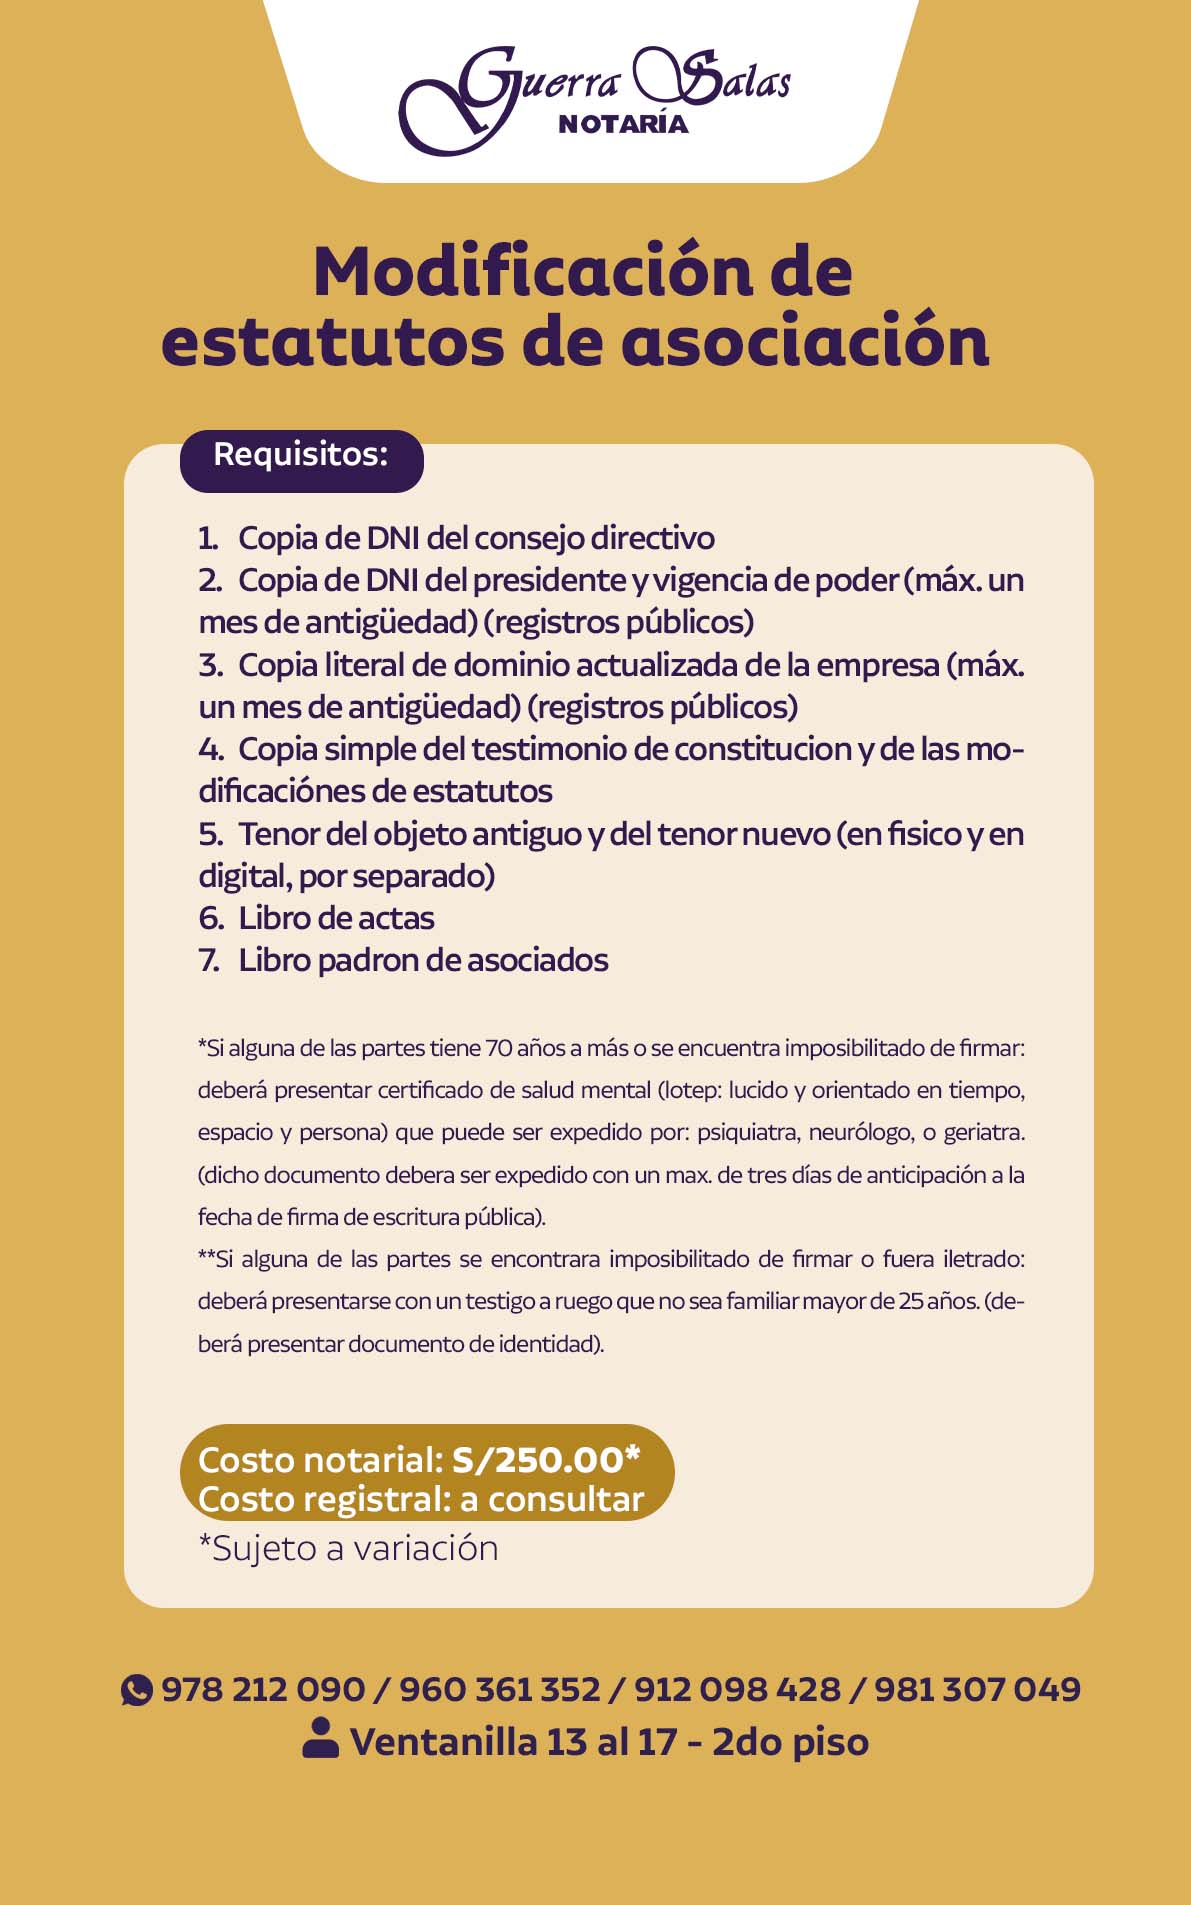 Guerra Salas
NOTARÍA
Modificación de
estatutos de asociación
Requisitos:
1. Copia de DNI del consejo directivo
2. Copia de DNI del presidente y vigencia de poder (máx. un
mes de antigüedad) (registros públicos)
3. Copia literal de dominio actualizada de la empresa (máx.
un mes de antigüedad) (registros públicos)
4. Copia simple del testimonio de constitucion y de las mo-
dificaciónes de estatutos
5. Tenor del objeto antiguo y del tenor nuevo (en fisico y en
digital, por separado)
6. Libro de actas
7. Libro padron de asociados
*Si alguna de las partes tiene 70 años a más o se encuentra imposibilitado de firmar:
deberá presentar certificado de salud mental (lotep: lucido y orientado en tiempo,
espacio y persona) que puede ser expedido por: psiquiatra, neurólogo, o geriatra.
(dicho documento debera ser expedido con un max. de tres días de anticipación a la
fecha de firma de escritura pública).
**Si alguna de las partes se encontrara imposibilitado de firmar o fuera iletrado:
deberá presentarse con un testigo a ruego que no sea familiar mayor de 25 años. (de-
berá presentar documento de identidad).
Costo notarial: S/250.00*
Costo registral: a consultar
*Sujeto a variación
978 212 090 / 960 361 352 / 912 098 428 / 981 307 049
Ventanilla 13 al 17 - 2do piso